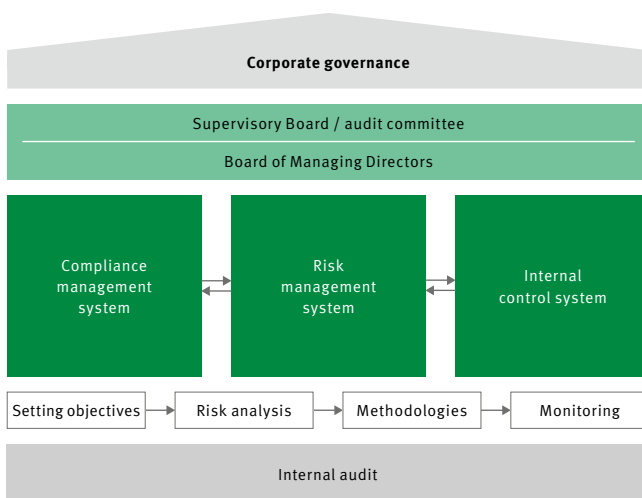 Corporate governance
Supervisory Board / audit committee
Board of Managing Directors
Compliance
management
system
Risk
management
system
Internal
control system
Setting objectives
Risk analysis
Methodologies
Monitoring
Internal audit